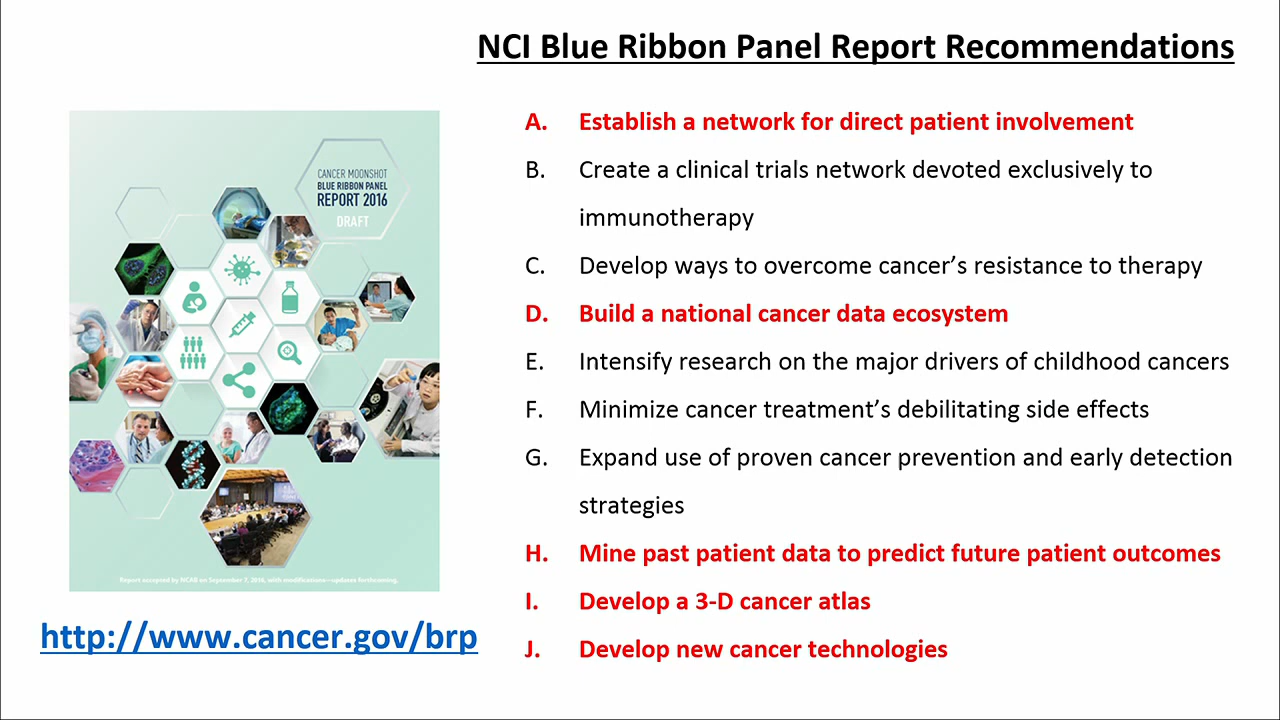 NCI Blue Ribbon Panel Report Recommendations
CANCER MOONSHOT
BLUE RIBBON PANEL
REPORT 2016
DRAFT
Report accepted by NCAB on September 7, 2016, with modifications—updates forthcoming.
http://www.cancer.gov/brp
A. Establish a network for direct patient involvement
B. Create a clinical trials network devoted exclusively to
immunotherapy
C. Develop ways to overcome cancer’s resistance to therapy
D. Build a national cancer data ecosystem
E. Intensify research on the major drivers of childhood cancers
F. Minimize cancer treatment’s debilitating side effects
G. Expand use of proven cancer prevention and early detection
strategies
H. Mine past patient data to predict future patient outcomes
I. Develop a 3-D cancer atlas
J. Develop new cancer technologies